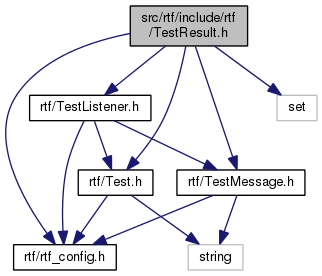 src/rtf/include/rtf
/TestResult.h
rtf/TestListener.h
set
rtf/Test.h
rtf/TestMessage.h
rtf/rtf_config.h
string